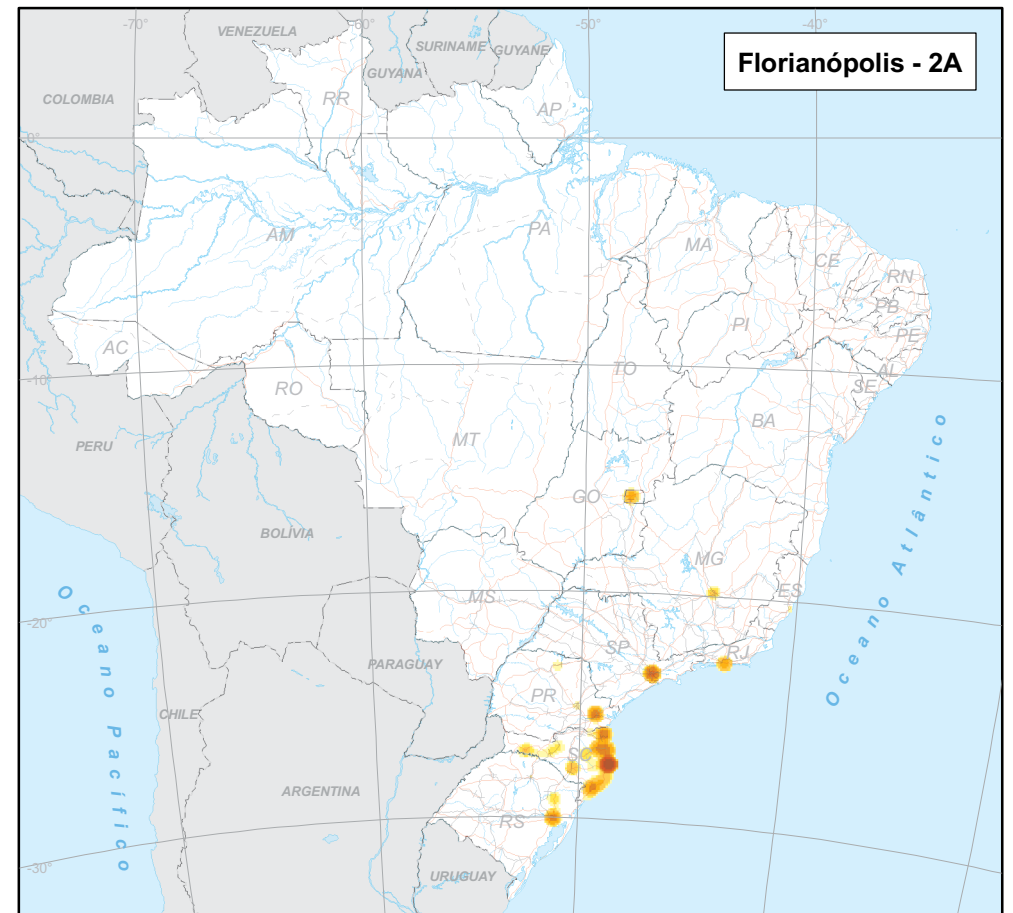 -70°
-60°
-50°
-40°
VENEZUELA
SURINAME
GUYANE
Florianópolis - 2A
GUYANA
COLOMBIA
RR
AP
0°
AM
PA
MA
CE
RN
PB
PI
PE
AC
TO
AL
-10°
RO
SE
BA
MT
PERU
GO
Oceano Atlântico
BOLÍVIA
MG
ES
MS
Oceano Pacífico
-20°
SP
RJ
PARAGUAY
PR
CHILE
SC
ARGENTINA
RS
-30°
URUGUAY